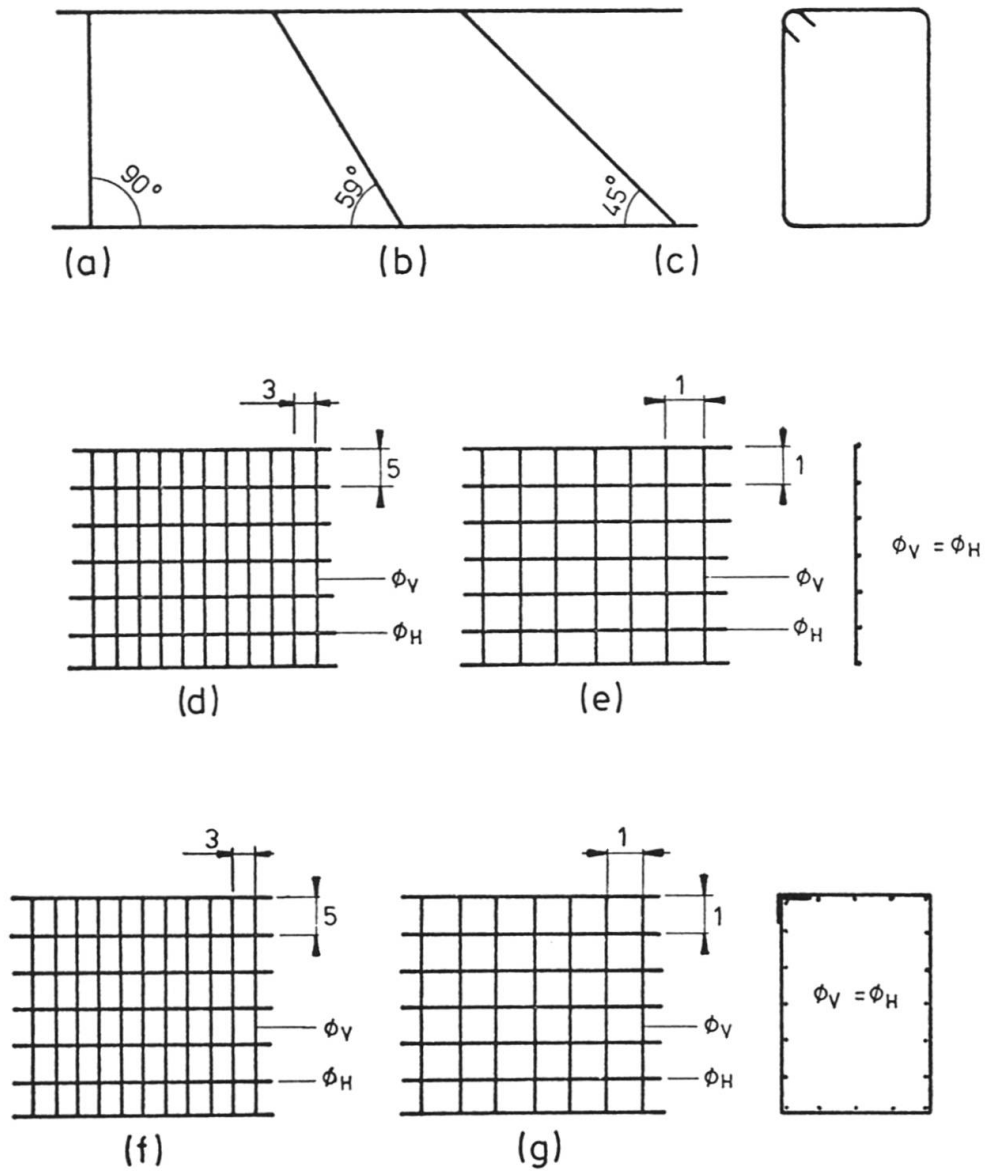 90° 59° 45°
(a) (b) (c)
3 1
5 1
ϕV ϕV ϕV = ϕH
ϕH ϕH
(d) (e)
3 1
5 1
ϕV = ϕH
ϕV ϕV
ϕH ϕH
(f) (g)